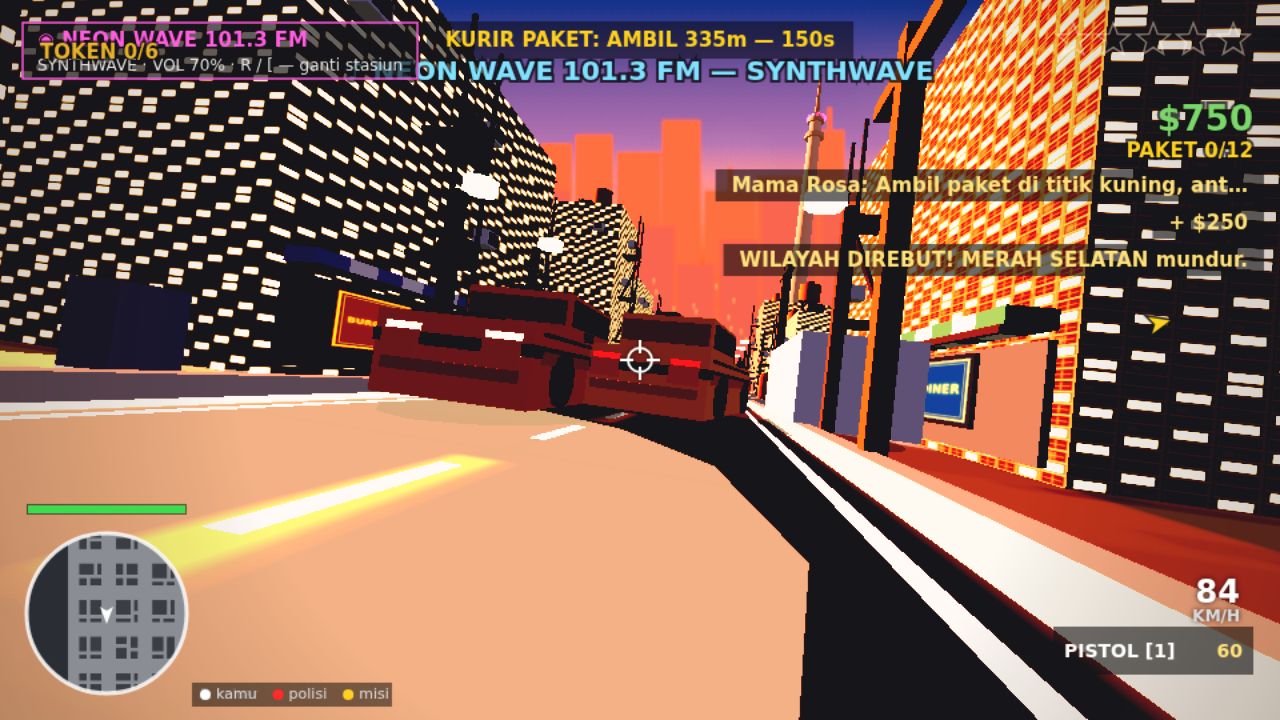 NEON WAVE 101.3 FM
TOKEN 0/6
SYNTHWAVE · VOL 70% · R / [ — ganti stasiun
KURIR PAKET: AMBIL 335m — 150s
NEON WAVE 101.3 FM — SYNTHWAVE
$750
PAKET 0/12
Mama Rosa: Ambil paket di titik kuning, ant...
+ $250
WILAYAH DIREBUT! MERAH SELATAN mundur.
84
KM/H
PISTOL [1] 60
kamu polisi misi